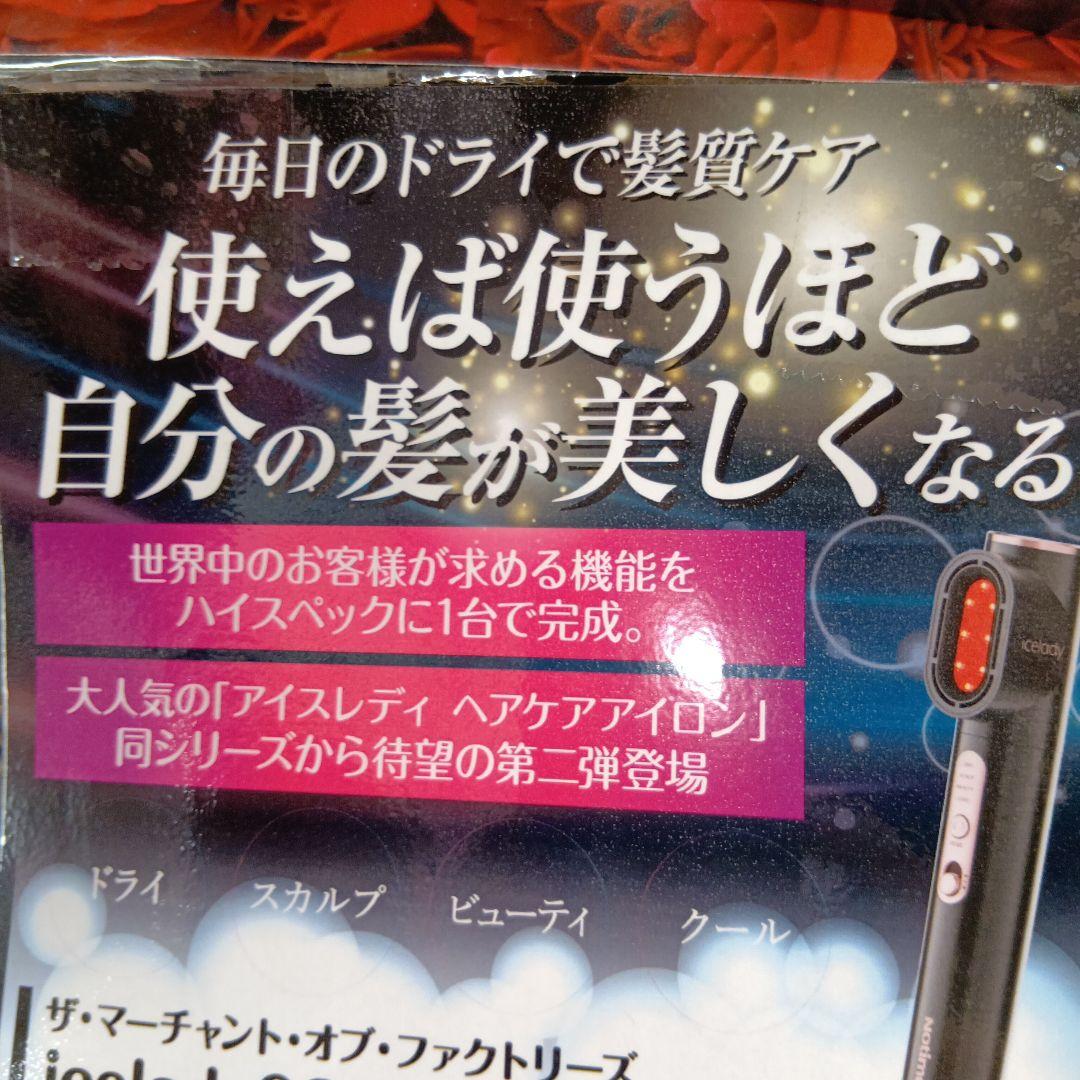 毎日のドライで髪質ケア
使えば使うほど
自分の髪が美しくなる
世界中のお客様が求める機能を
ハイスペックに1台で完成。
大人気の「アイスレディ ヘアケアアイロン」
同シリーズから待望の第二弾登場
icelady
ドライ
スカルプ
ビューティ
クール
ザ・マーチャント・オブ・ファクトリーズ